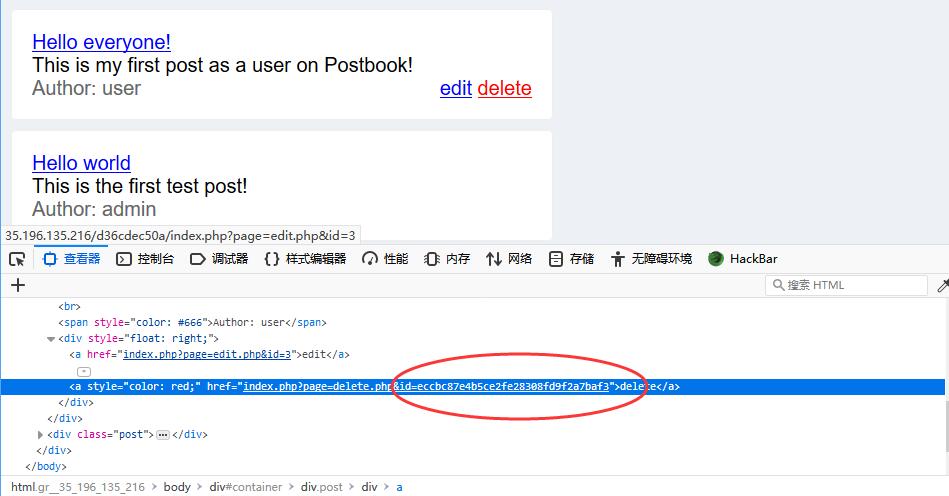 Hello everyone!
This is my first post as a user on Postbook!
Author: user edit delete
Hello world
This is the first test post!
Author: admin
35.196.135.216/d36cdec50a/index.php?page=edit.php&id=3
查看器 控制台 调试器 {} 样式编辑器 性能 内存 网络 存储 无障碍环境 HackBar
+ 搜索 HTML
<br>
<span style="color: #666">Author: user</span>
<div style="float: right;">
<a href="index.php?page=edit.php&id=3">edit</a>
<a style="color: red;" href="index.php?page=delete.php&id=eccbc87e4b5ce2fe28308fd9f2a7baf3">delete</a>
</div>
</div>
<div class="post">…</div>
</div>
</body>
html.gr__35_196_135_216 > body > div#container > div.post > div > a